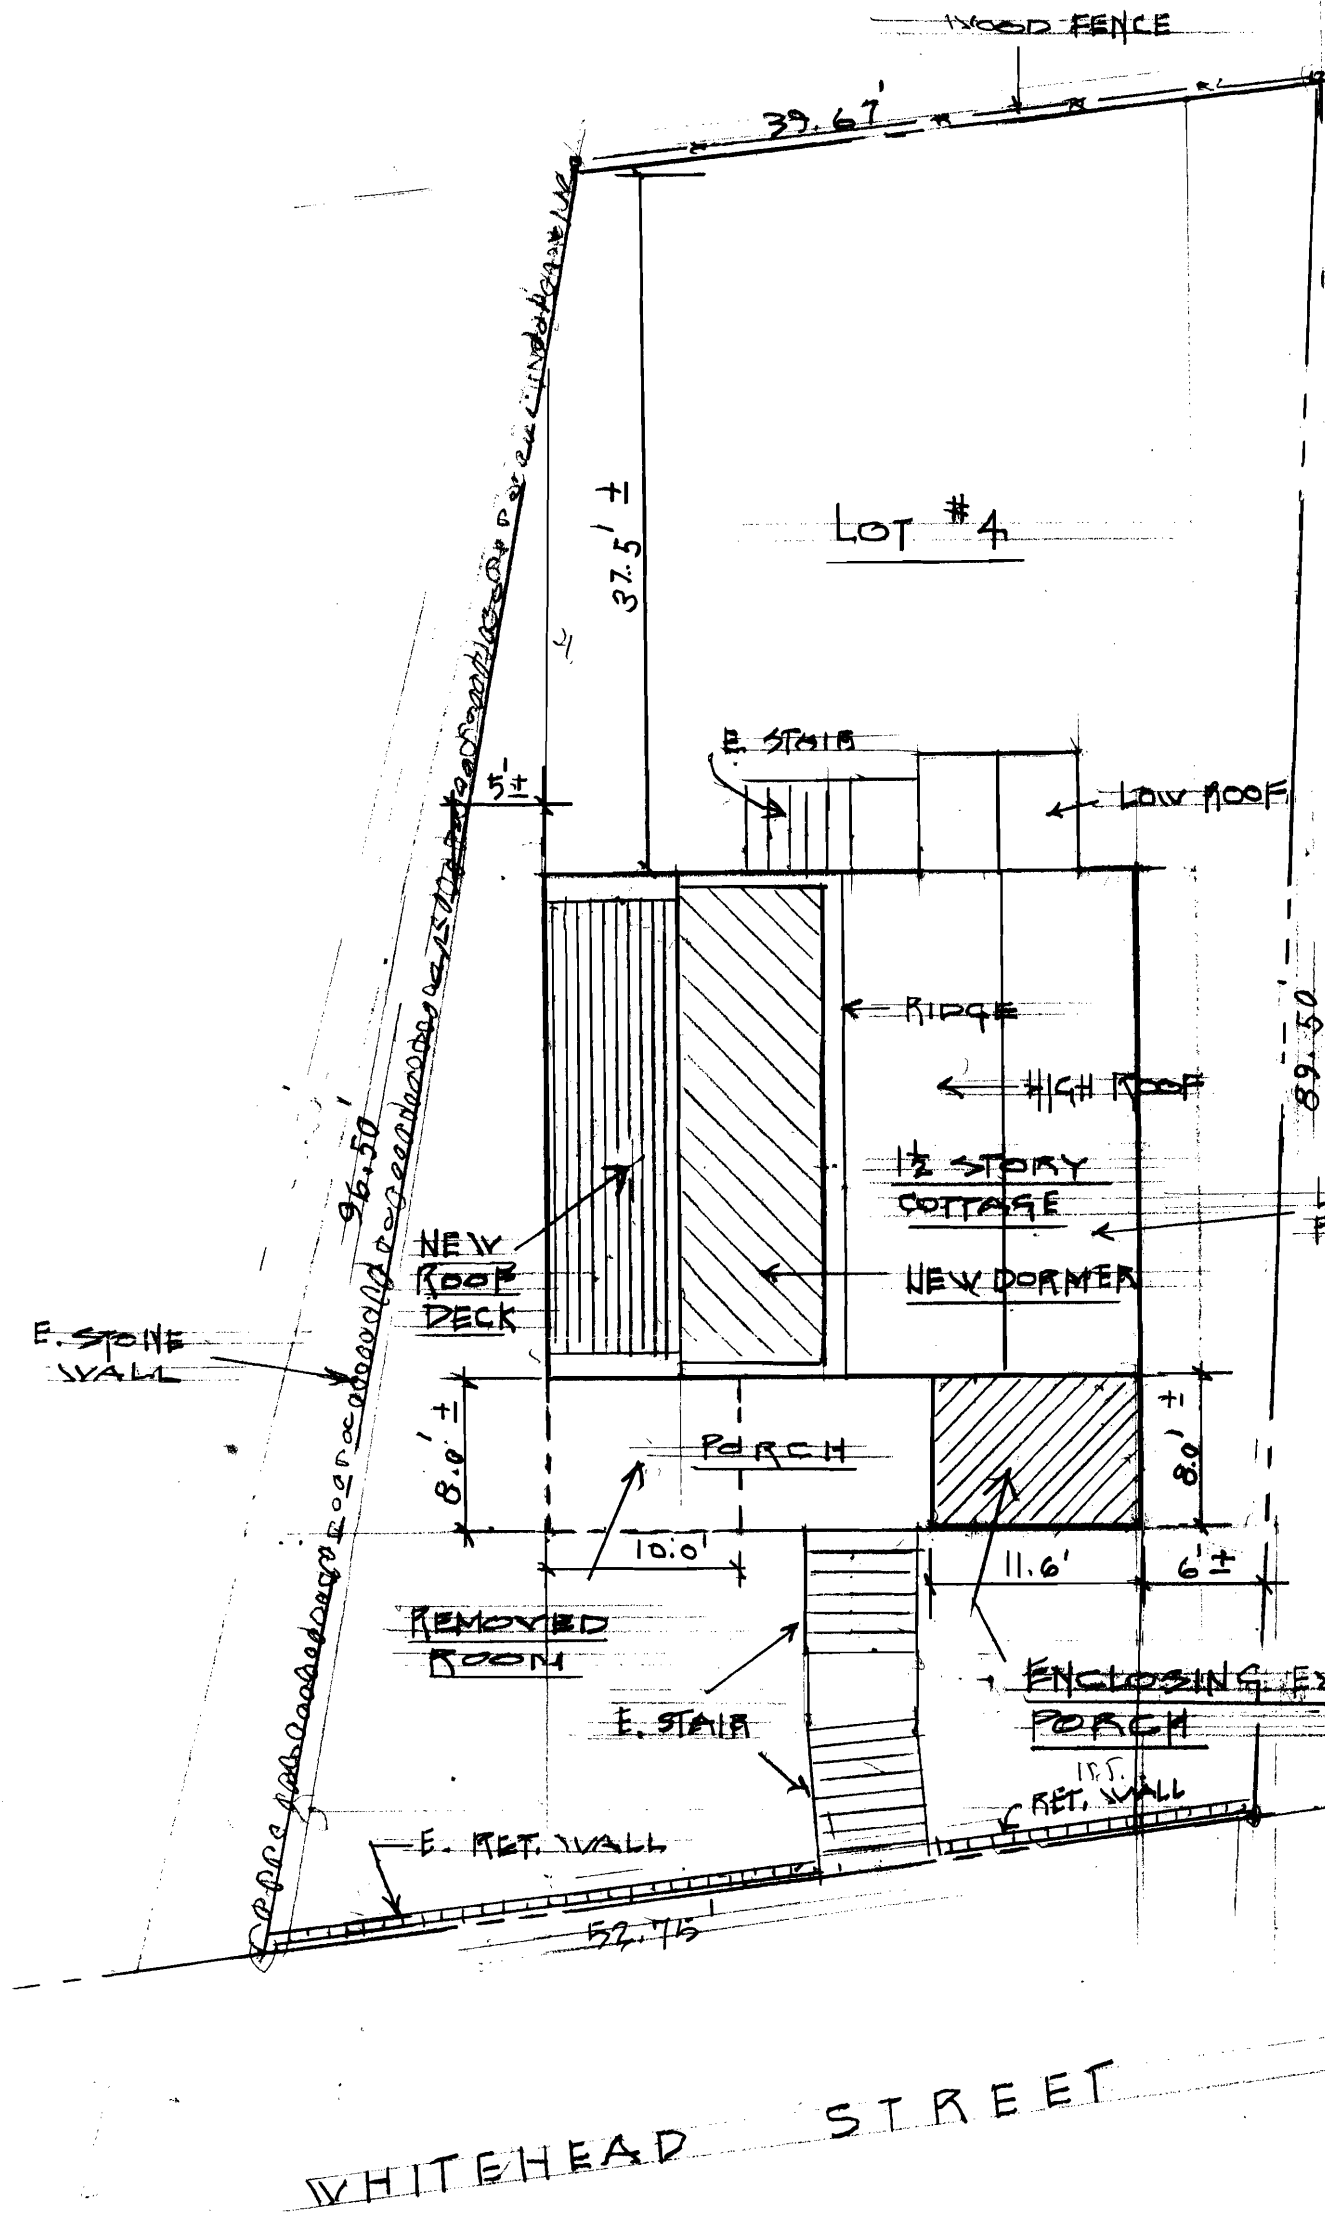 WOOD FENCE
39.67'
37.5' ±
LOT #4
E. STAIR
5'±
LOW ROOF
RIDGE
HIGH ROOF
89.50
1½ STORY
COTTAGE
96.50'
NEW
ROOF
DECK
NEW DORMER
E. STONE
WALL
8.0' ±
PORCH
8.0' ±
10.0'
11.6'
6'±
REMOVED
ROOM
E. STAIR
ENCLOSING
PORCH
RET. WALL
E. RET. WALL
52.75'
WHITEHEAD STREET